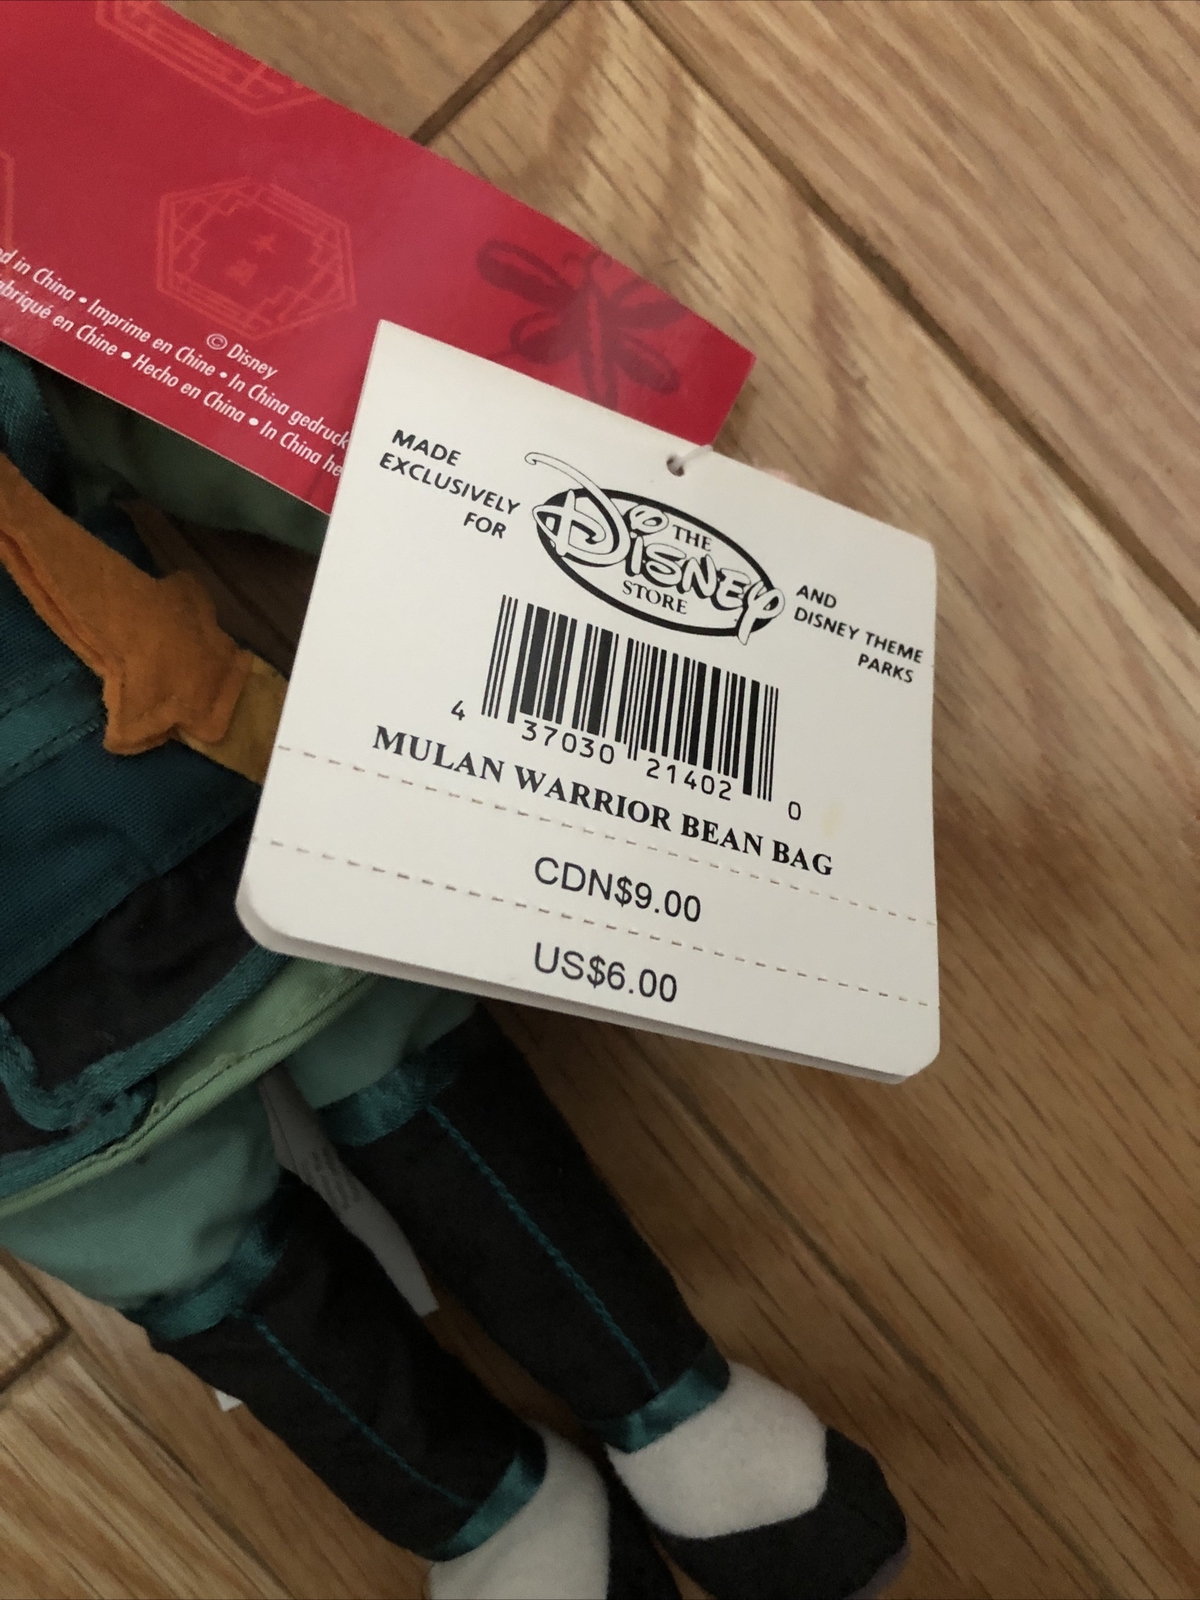 d in China • Imprime en Chine • In China gedruck
abriqué en Chine • Hecho en China • In China he
© Disney
MADE
EXCLUSIVELY
FOR
THE
Disney
STORE
AND
DISNEY THEME
PARKS
4 37030 21402 0
MULAN WARRIOR BEAN BAG
CDN$9.00
US$6.00